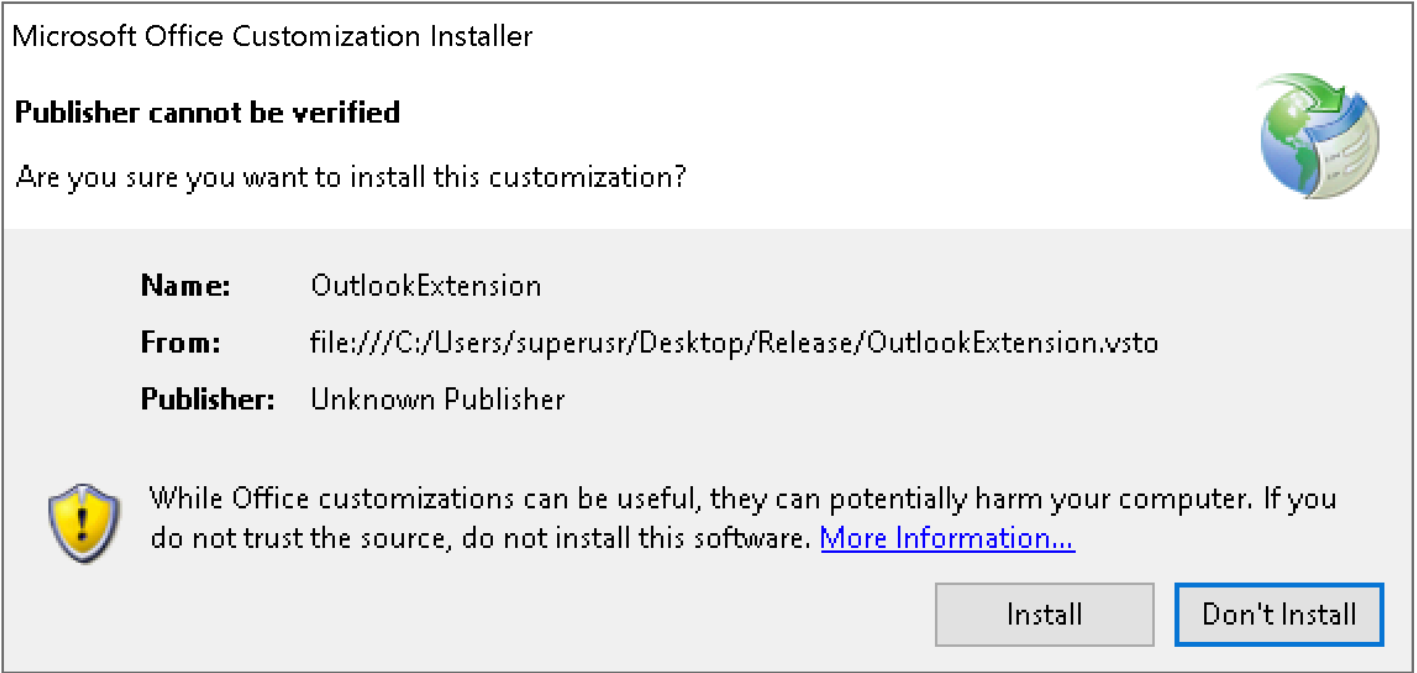 Microsoft Office Customization Installer
Publisher cannot be verified
Are you sure you want to install this customization?
Name: OutlookExtension
From: file:///C:/Users/superusr/Desktop/Release/OutlookExtension.vsto
Publisher: Unknown Publisher
While Office customizations can be useful, they can potentially harm your computer. If you
do not trust the source, do not install this software. More Information...
Install Don't Install